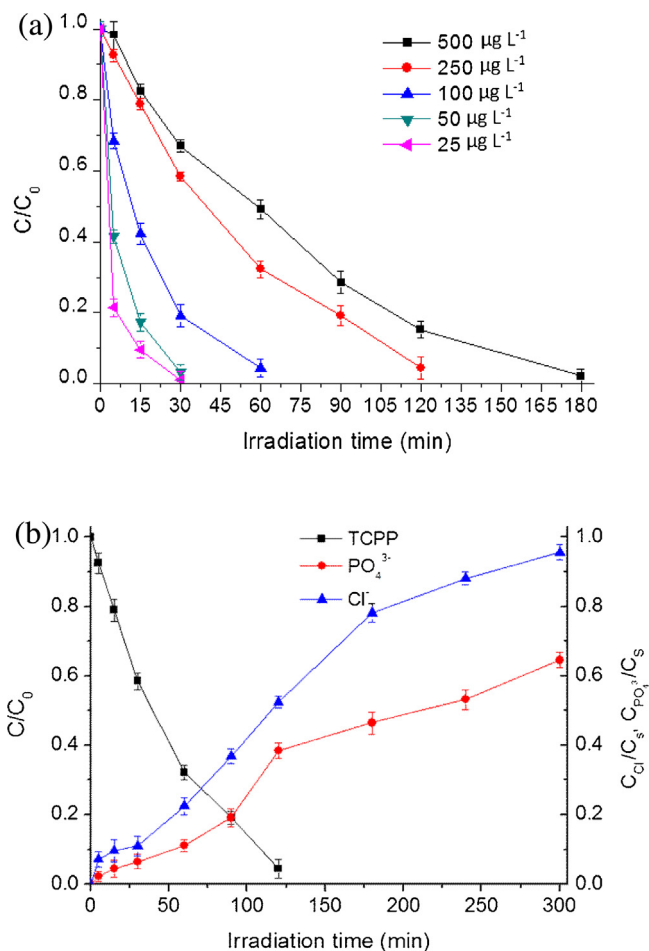 (a)
1.0
0.8
0.6
0.4
0.2
0.0
C/C₀
500 µg L⁻¹
250 µg L⁻¹
100 µg L⁻¹
50 µg L⁻¹
25 µg L⁻¹
0 15 30 45 60 75 90 105 120 135 150 165 180
Irradiation time (min)
(b)
1.0
0.8
0.6
0.4
0.2
0.0
C/C₀
TCPP
PO₄³⁻
Cl⁻
1.0
0.8
0.6
0.4
0.2
0.0
C_Cl/C_s, C_PO₄³/C_S
0 50 100 150 200 250 300
Irradiation time (min)